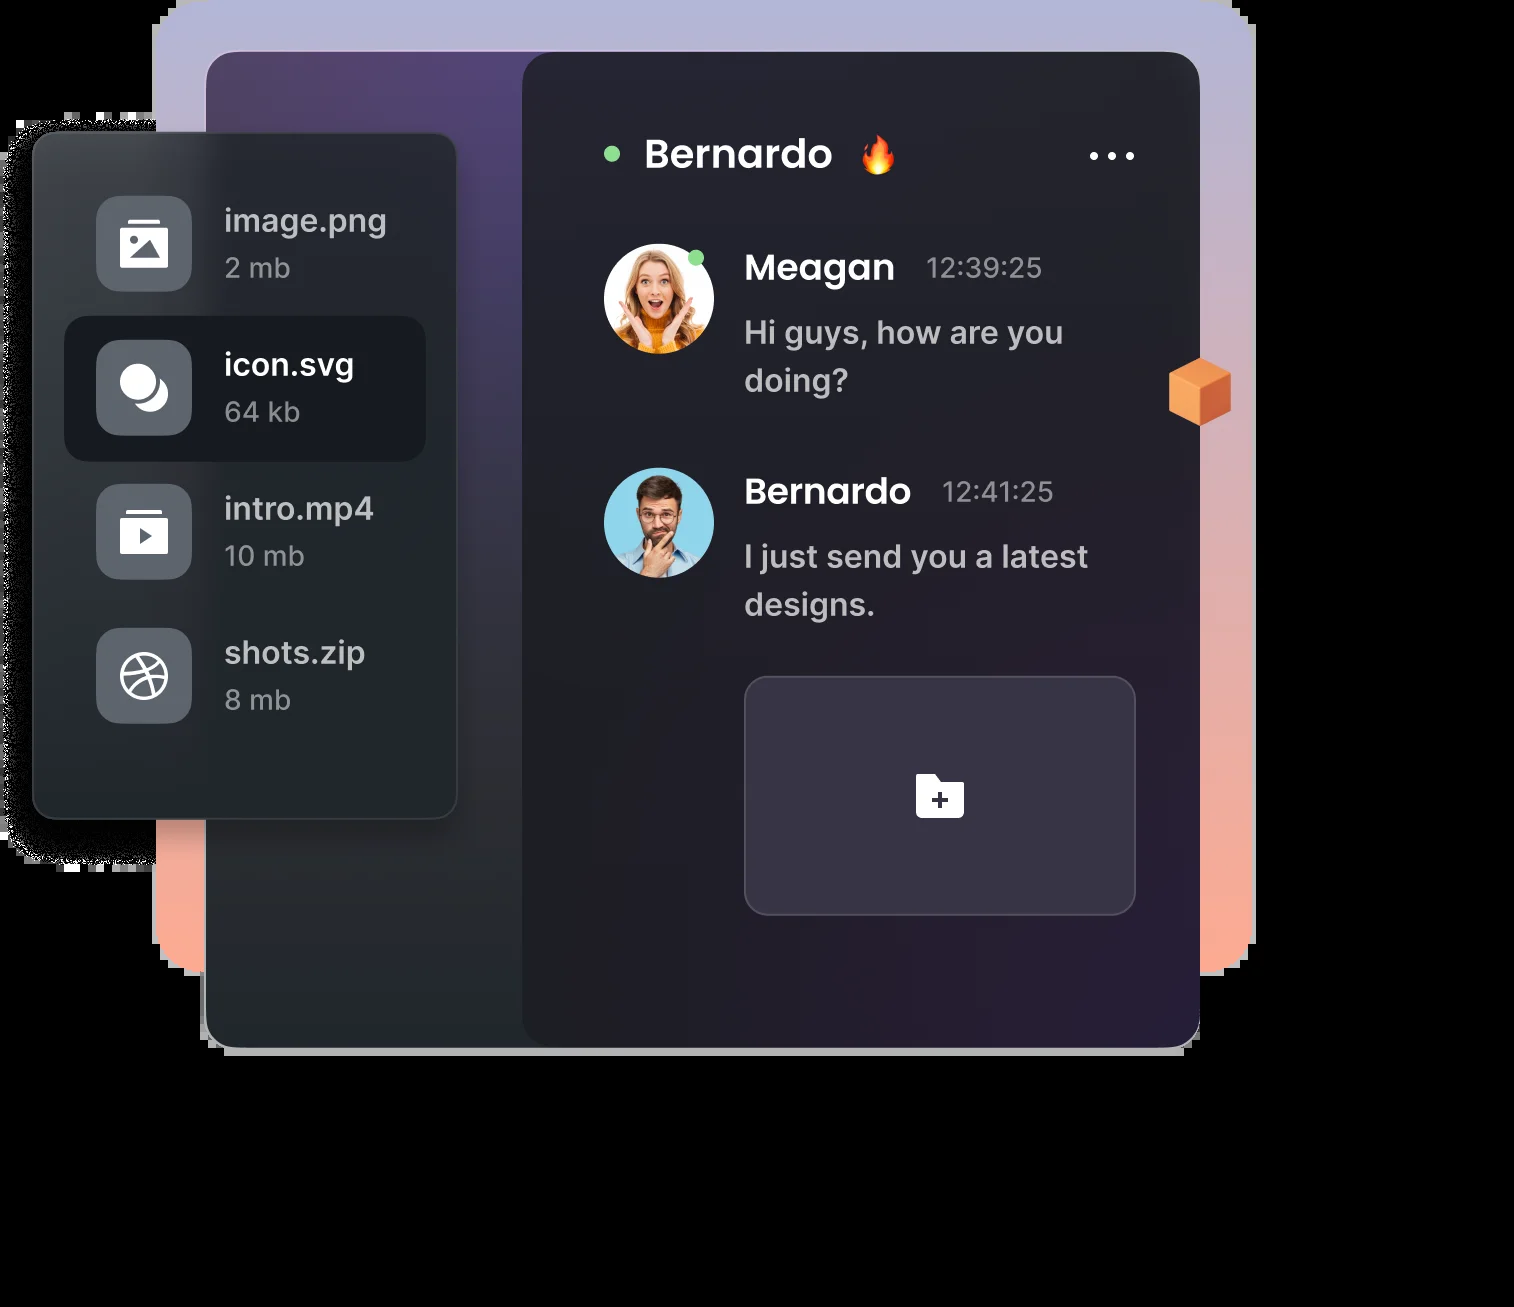 image.png
2 mb
icon.svg
64 kb
intro.mp4
10 mb
shots.zip
8 mb
Bernardo 🔥
Meagan 12:39:25
Hi guys, how are you
doing?
Bernardo 12:41:25
I just send you a latest
designs.